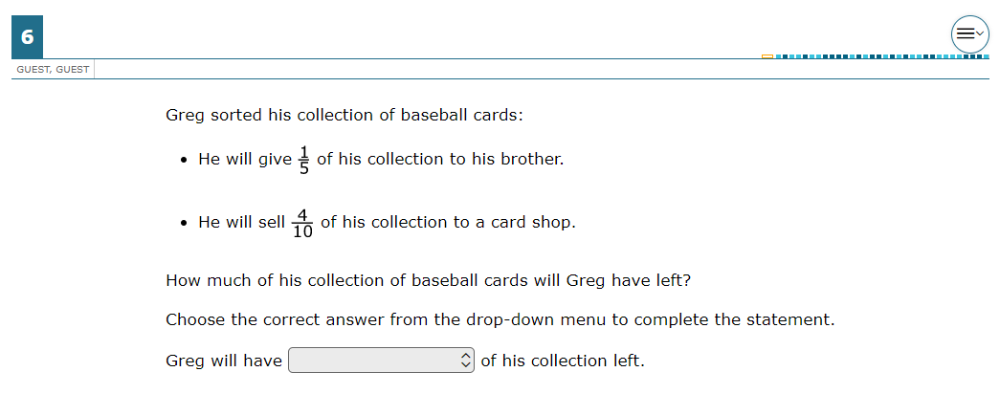 6
GUEST, GUEST
Greg sorted his collection of baseball cards:
• He will give 1/5 of his collection to his brother.
• He will sell 4/10 of his collection to a card shop.
How much of his collection of baseball cards will Greg have left?
Choose the correct answer from the drop-down menu to complete the statement.
Greg will have of his collection left.